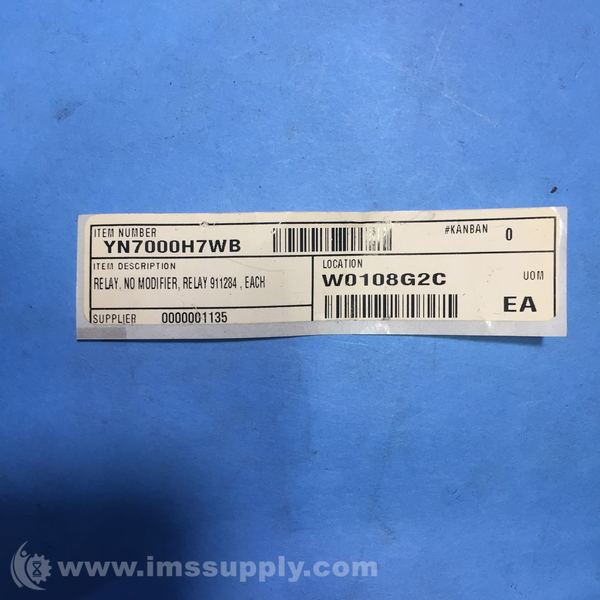 ITEM NUMBER
YN7000H7WB
#KANBAN 0
ITEM DESCRIPTION
RELAY, NO MODIFIER, RELAY 911284 , EACH
SUPPLIER 0000001135
LOCATION
W0108G2C
UOM
EA
www.imssupply.com